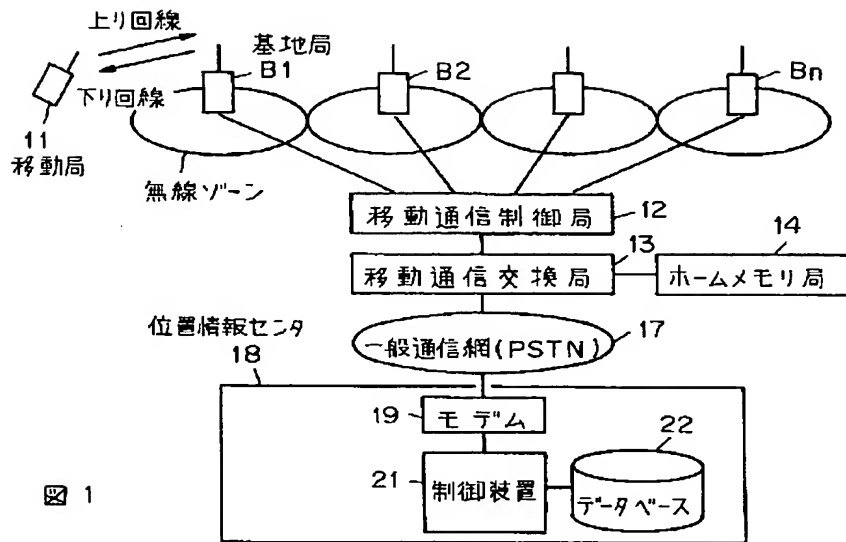 上り回線
基地局
B1
B2
Bn
下り回線
11
移動局
無線ゾーン
移動通信制御局
12
13
14
移動通信交換局
ホームメモリ局
位置情報センタ
18
一般通信網(PSTN)
17
19
モデム
22
21
制御装置
データベース
図 1